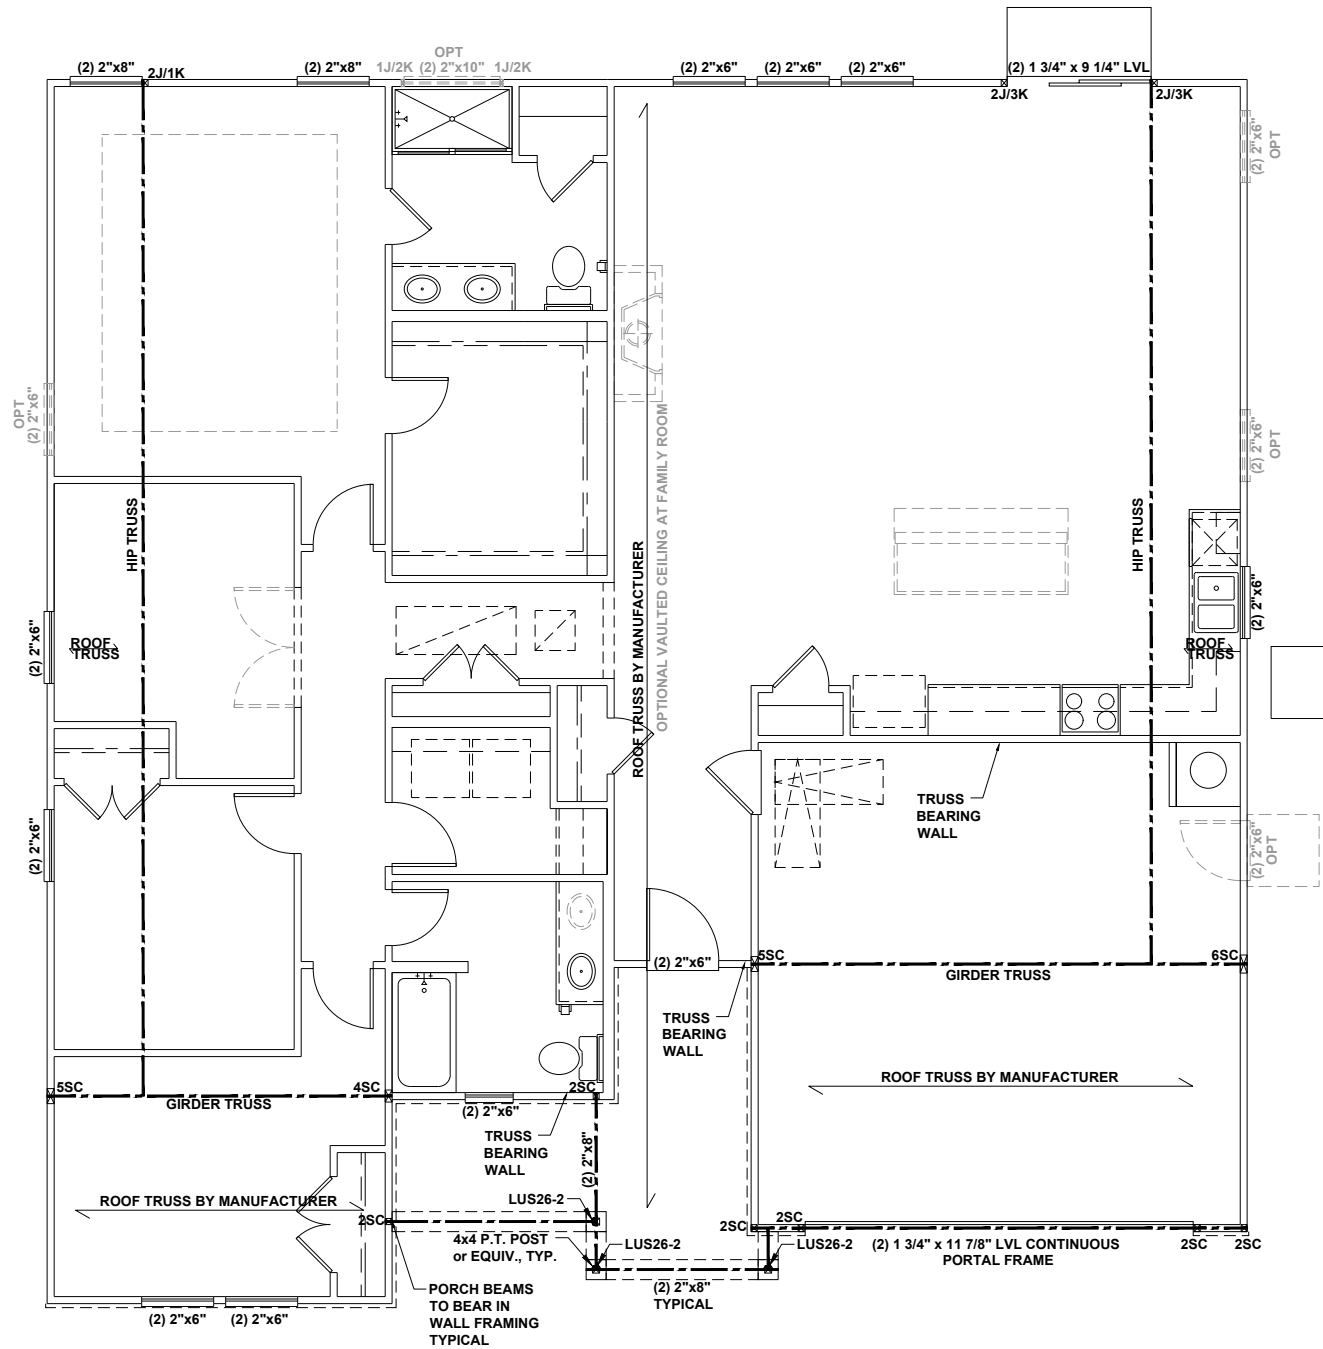 OPT
(2) 2"x8"
2J/1K
(2) 2"x8"
1J/2K
(2) 2"x10"
1J/2K
(2) 2"x6"
(2) 2"x6"
(2) 2"x6"
(2) 1 3/4" x 9 1/4" LVL
2J/3K
2J/3K
(2) 2"x6"
OPT
OPT
(2) 2"x6"
(2) 2"x6"
OPT
HIP TRUSS
HIP TRUSS
ROOF TRUSS BY MANUFACTURER
OPTIONAL VAULTED CEILING AT FAMILY ROOM
(2) 2"x6"
(2) 2"x6"
ROOF
TRUSS
ROOF
TRUSS
TRUSS
BEARING
WALL
(2) 2"x6"
(2) 2"x6"
OPT
(2) 2"x6"
5SC
6SC
GIRDER TRUSS
TRUSS
BEARING
WALL
ROOF TRUSS BY MANUFACTURER
5SC
4SC
GIRDER TRUSS
2SC
(2) 2"x6"
TRUSS
BEARING
WALL
(2) 2"x8"
ROOF TRUSS BY MANUFACTURER
LUS26-2
2SC
2SC
2SC
4x4 P.T. POST
or EQUIV., TYP.
LUS26-2
LUS26-2
(2) 1 3/4" x 11 7/8" LVL CONTINUOUS
PORTAL FRAME
2SC
2SC
(2) 2"x8"
TYPICAL
PORCH BEAMS
TO BEAR IN
WALL FRAMING
TYPICAL
(2) 2"x6"
(2) 2"x6"